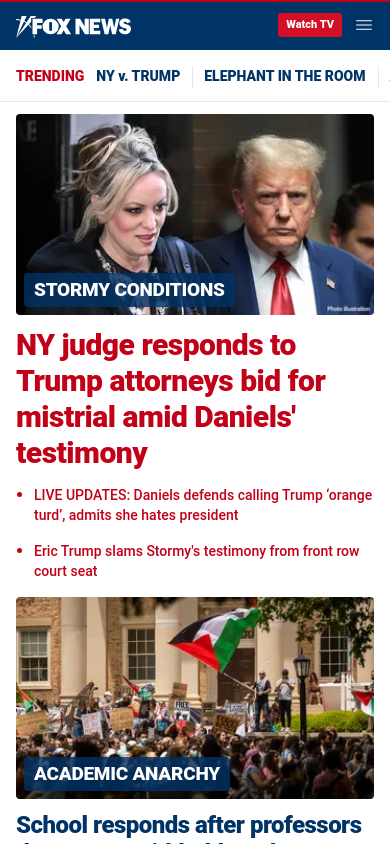 FOX NEWS
Watch TV
TRENDING NY v. TRUMP ELEPHANT IN THE ROOM
STORMY CONDITIONS
Photo Illustration
NY judge responds to
Trump attorneys bid for
mistrial amid Daniels'
testimony
• LIVE UPDATES: Daniels defends calling Trump ‘orange
turd’, admits she hates president
• Eric Trump slams Stormy's testimony from front row
court seat
FREE
ACADEMIC ANARCHY
School responds after professors